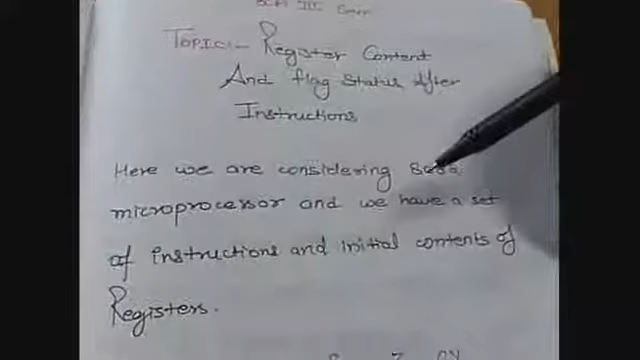 Topic:- Register Content
And flag Status After
Instructions
Here we are considering
microprocessor and we have a set
of instructions and initial contents of
Registers.
S Z CY